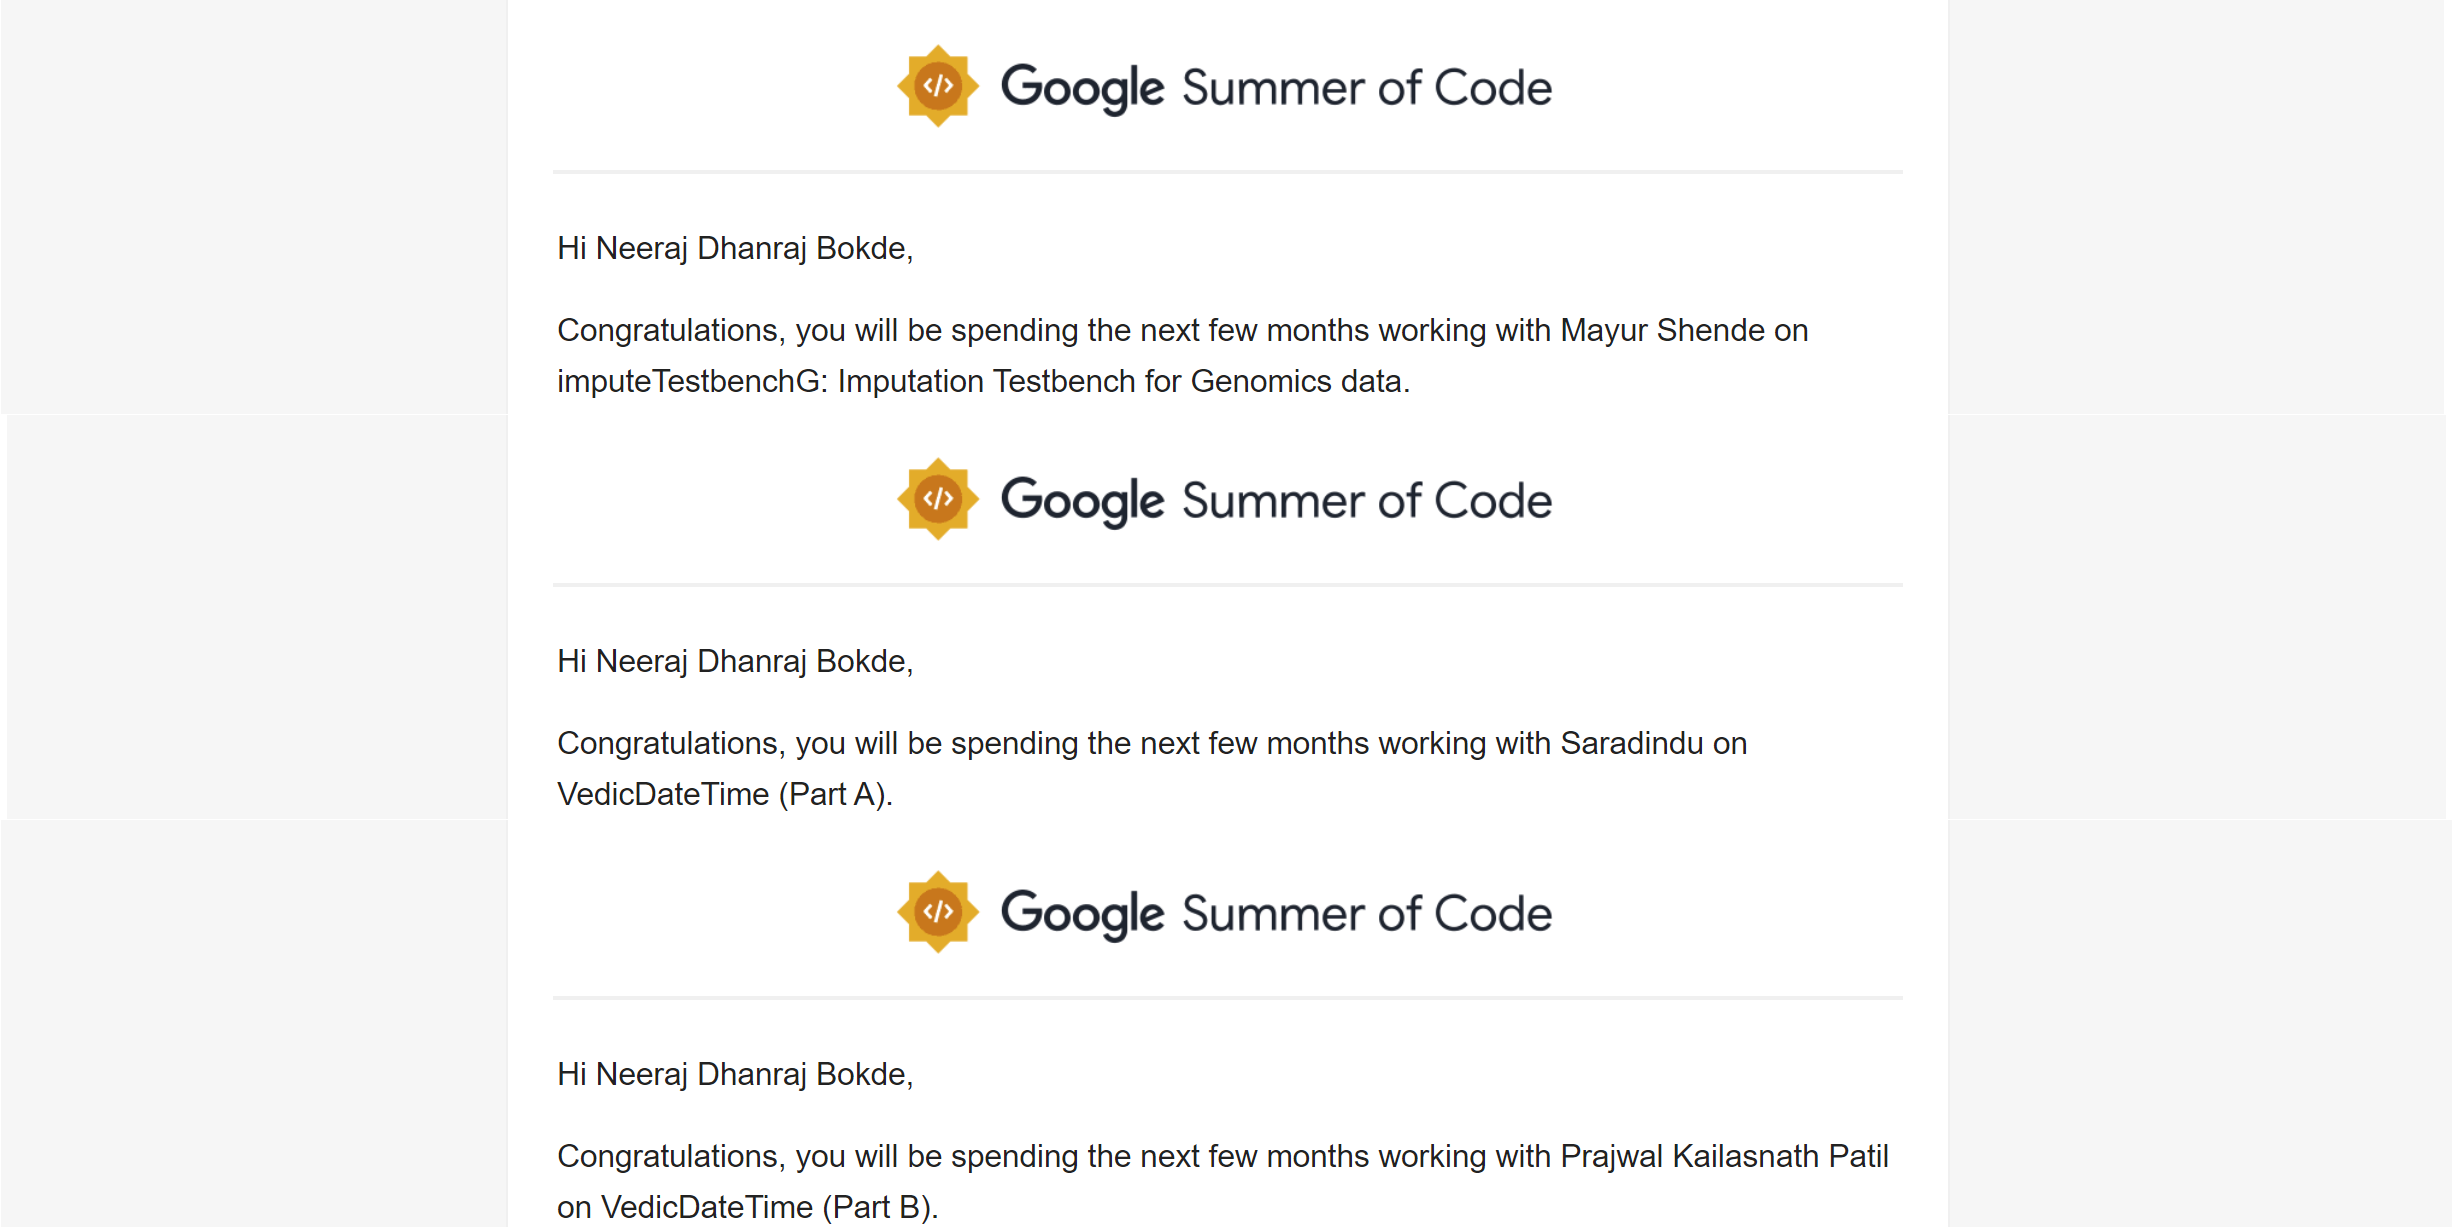 </> Google Summer of Code
Hi Neeraj Dhanraj Bokde,
Congratulations, you will be spending the next few months working with Mayur Shende on
imputeTestbenchG: Imputation Testbench for Genomics data.
</> Google Summer of Code
Hi Neeraj Dhanraj Bokde,
Congratulations, you will be spending the next few months working with Saradindu on
VedicDateTime (Part A).
</> Google Summer of Code
Hi Neeraj Dhanraj Bokde,
Congratulations, you will be spending the next few months working with Prajwal Kailasnath Patil
on VedicDateTime (Part B).